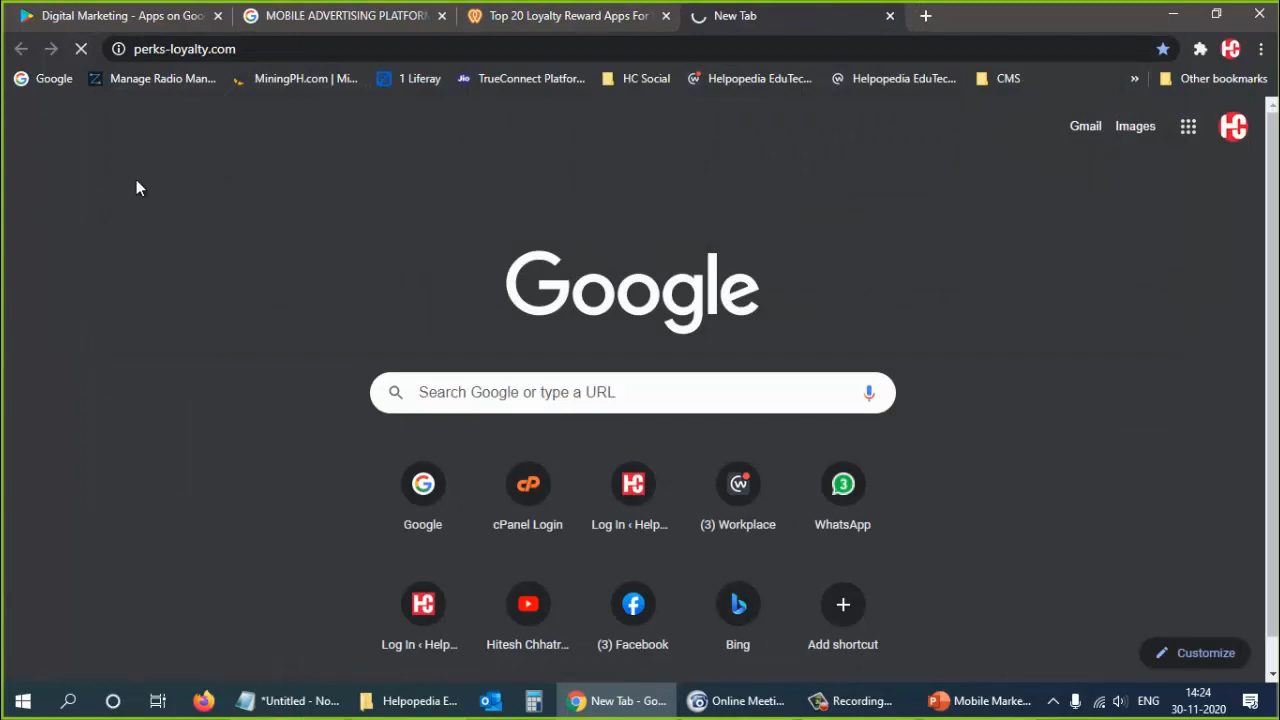 Digital Marketing - Apps on Goo
MOBILE ADVERTISING PLATFORM
Top 20 Loyalty Reward Apps For
New Tab
perks-loyalty.com
Google
Manage Radio Man...
MiningPH.com | Mi...
1 Liferay
Jio
TrueConnect Platfor...
HC Social
Helpopedia EduTec...
Helpopedia EduTec...
CMS
»
Other bookmarks
Gmail
Images
HC
Google
Search Google or type a URL
Google
cPanel Login
Log In ‹ Help...
(3) Workplace
WhatsApp
Log In ‹ Help...
Hitesh Chhatr...
(3) Facebook
Bing
Add shortcut
Customize
*Untitled - No...
Helpopedia E...
New Tab - Go...
Online Meeti...
Recording...
Mobile Marke...
ENG
14:24
30-11-2020